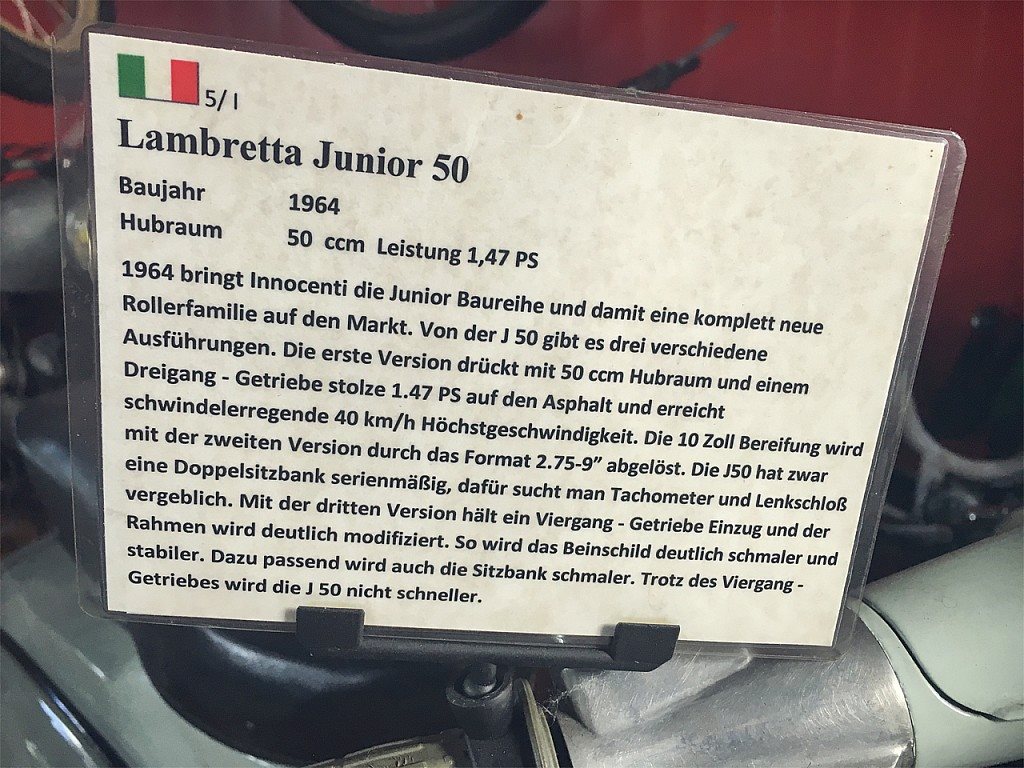 5/ I
Lambretta Junior 50
Baujahr 1964
Hubraum 50 ccm Leistung 1,47 PS
1964 bringt Innocenti die Junior Baureihe und damit eine komplett neue
Rollerfamilie auf den Markt. Von der J 50 gibt es drei verschiedene
Ausführungen. Die erste Version drückt mit 50 ccm Hubraum und einem
Dreigang - Getriebe stolze 1.47 PS auf den Asphalt und erreicht
schwindelerregende 40 km/h Höchstgeschwindigkeit. Die 10 Zoll Bereifung wird
mit der zweiten Version durch das Format 2.75-9” abgelöst. Die J50 hat zwar
eine Doppelsitzbank serienmäßig, dafür sucht man Tachometer und Lenkschloß
vergeblich. Mit der dritten Version hält ein Viergang - Getriebe Einzug und der
Rahmen wird deutlich modifiziert. So wird das Beinschild deutlich schmaler und
stabiler. Dazu passend wird auch die Sitzbank schmaler. Trotz des Viergang -
Getriebes wird die J 50 nicht schneller.